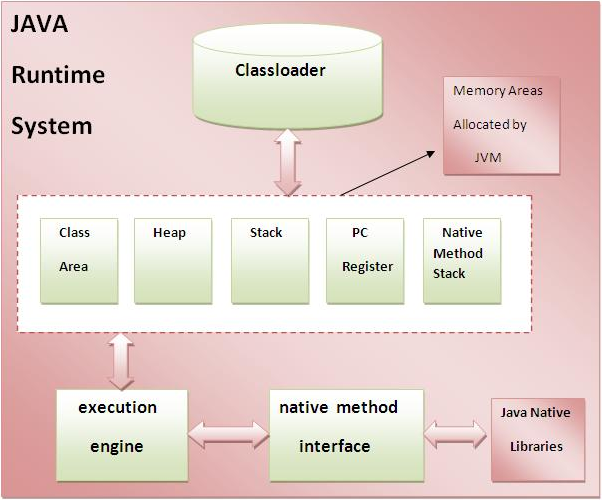 JAVA
Runtime
System
Classloader
Memory Areas
Allocated by
JVM
Class
Area
Heap
Stack
PC
Register
Native
Method
Stack
execution
engine
native method
interface
Java Native
Libraries